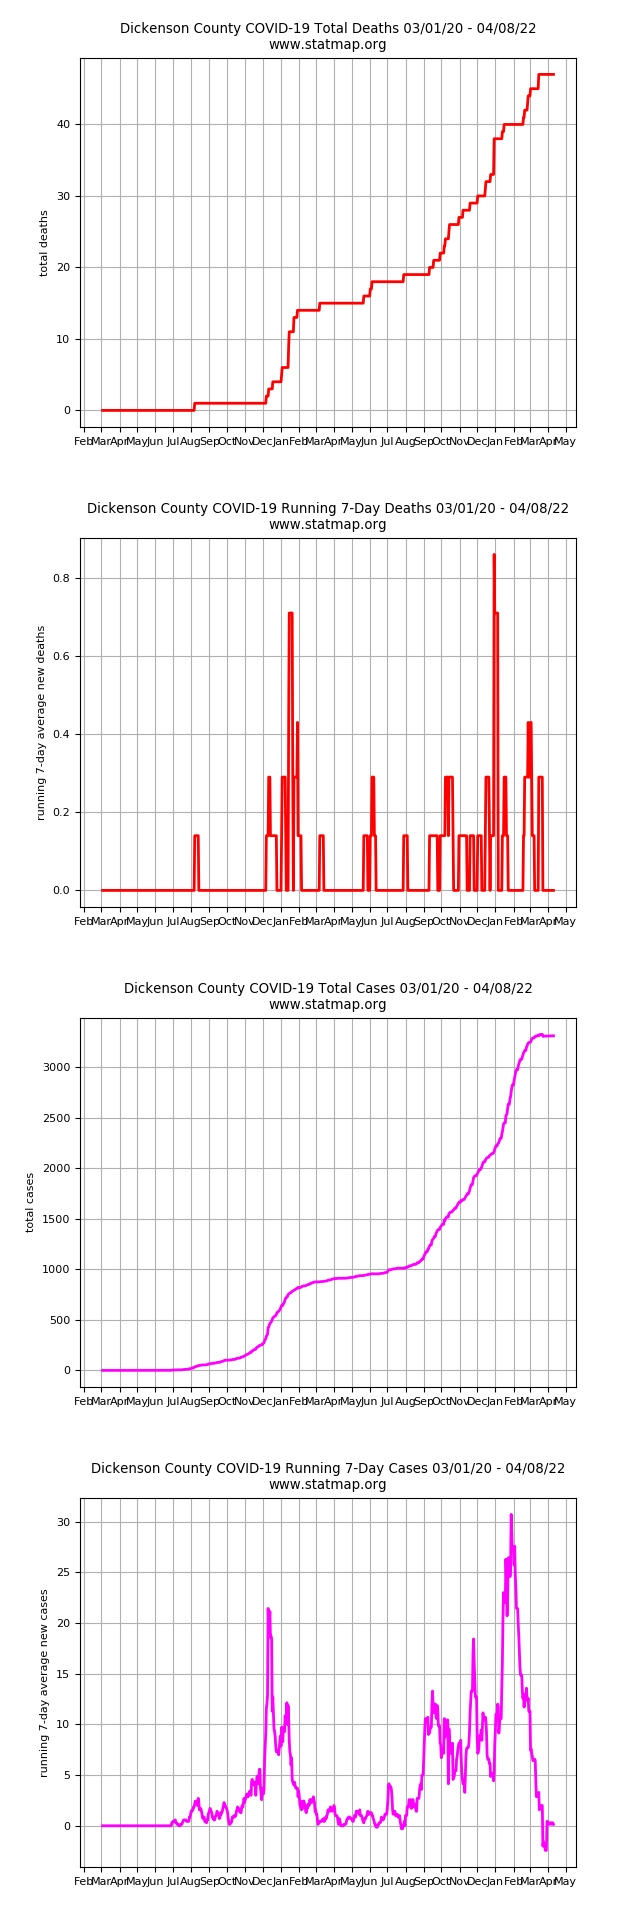 Dickenson County COVID-19 Total Deaths 03/01/20 - 04/08/22
www.statmap.org
total deaths
40
30
20
10
0
Feb Mar Apr May Jun Jul Aug Sep Oct Nov Dec Jan Feb Mar Apr May Jun Jul Aug Sep Oct Nov Dec Jan Feb Mar Apr May
Dickenson County COVID-19 Running 7-Day Deaths 03/01/20 - 04/08/22
www.statmap.org
running 7-day average new deaths
0.8
0.6
0.4
0.2
0.0
Feb Mar Apr May Jun Jul Aug Sep Oct Nov Dec Jan Feb Mar Apr May Jun Jul Aug Sep Oct Nov Dec Jan Feb Mar Apr May
Dickenson County COVID-19 Total Cases 03/01/20 - 04/08/22
www.statmap.org
total cases
3000
2500
2000
1500
1000
500
0
Feb Mar Apr May Jun Jul Aug Sep Oct Nov Dec Jan Feb Mar Apr May Jun Jul Aug Sep Oct Nov Dec Jan Feb Mar Apr May
Dickenson County COVID-19 Running 7-Day Cases 03/01/20 - 04/08/22
www.statmap.org
running 7-day average new cases
30
25
20
15
10
5
0
Feb Mar Apr May Jun Jul Aug Sep Oct Nov Dec Jan Feb Mar Apr May Jun Jul Aug Sep Oct Nov Dec Jan Feb Mar Apr May